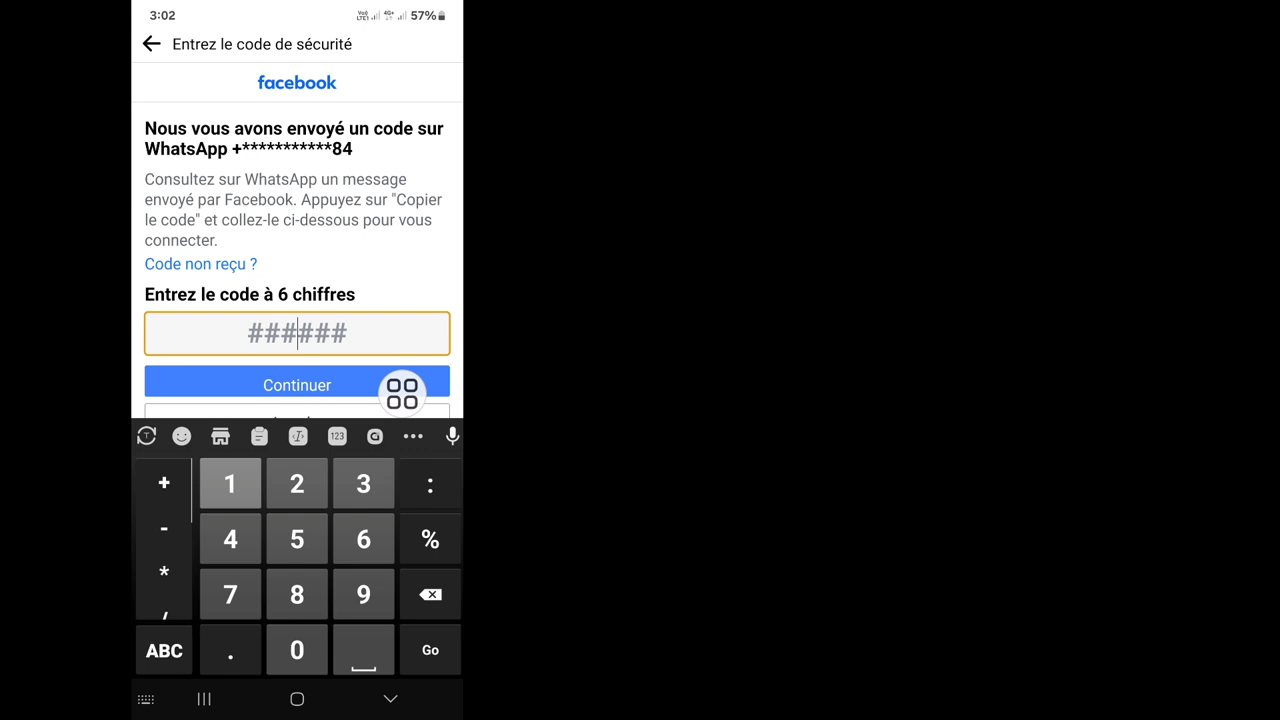 3:02
57%
Entrez le code de sécurité
facebook
Nous vous avons envoyé un code sur
WhatsApp +***********84
Consultez sur WhatsApp un message
envoyé par Facebook. Appuyez sur "Copier
le code" et collez-le ci-dessous pour vous
connecter.
Code non reçu ?
Entrez le code à 6 chiffres
######
Continuer
123
+ 1 2 3 :
- 4 5 6 %
* 7 8 9
ABC . 0 Go